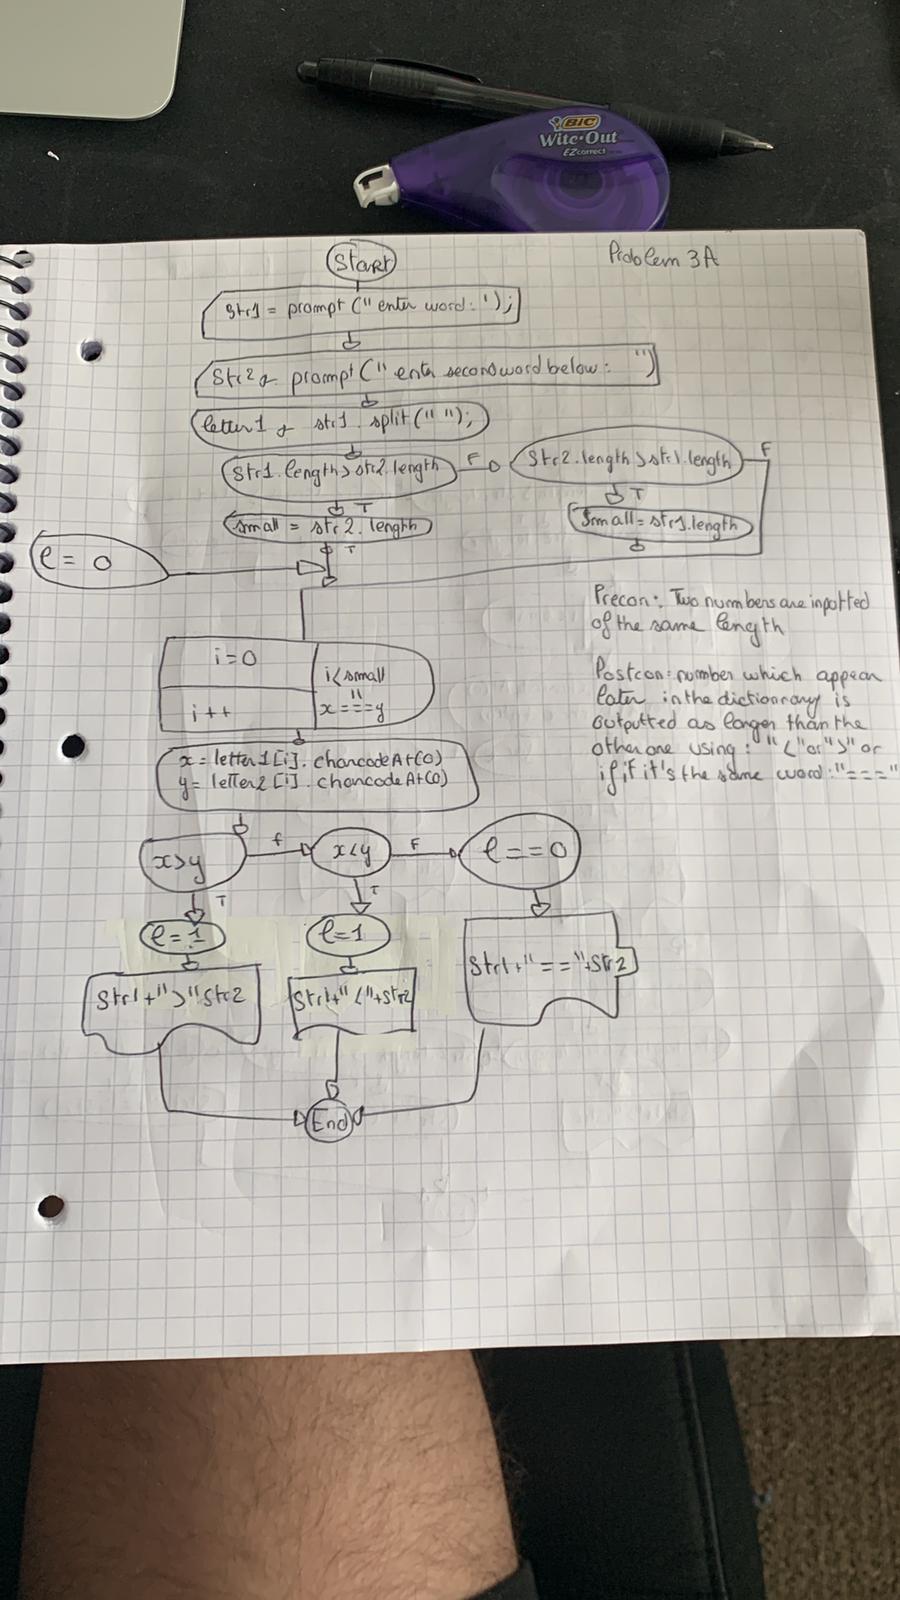 BIC
Wite·Out
EZcorrect
Start
Problem 3A
Str1 = prompt ("enter word: ');
Str2 = prompt ("enter second word below: ")
letter1 = str1.split(" ");
Str1.length > str2.length
F
Str2.length > str1.length
F
T
T
small = str2.length
Small = str1.length
T
e = 0
Precon: Two numbers are inputted
of the same length
i=0
i<small
"
x===y
i++
Postcon: number which appear
later in the dictionnary is
outputted as longer than the
other one using: "<" or ">" or
if it's the same word: "==="
x = letter1[i].charcodeAt(0)
y = letter2[i].charcodeAt(0)
x>y
f
x<y
F
e==0
T
T
e=1
e=1
Str1+">"Str2
Str1+"<"+Str2
Str1+"=="+Str2
End